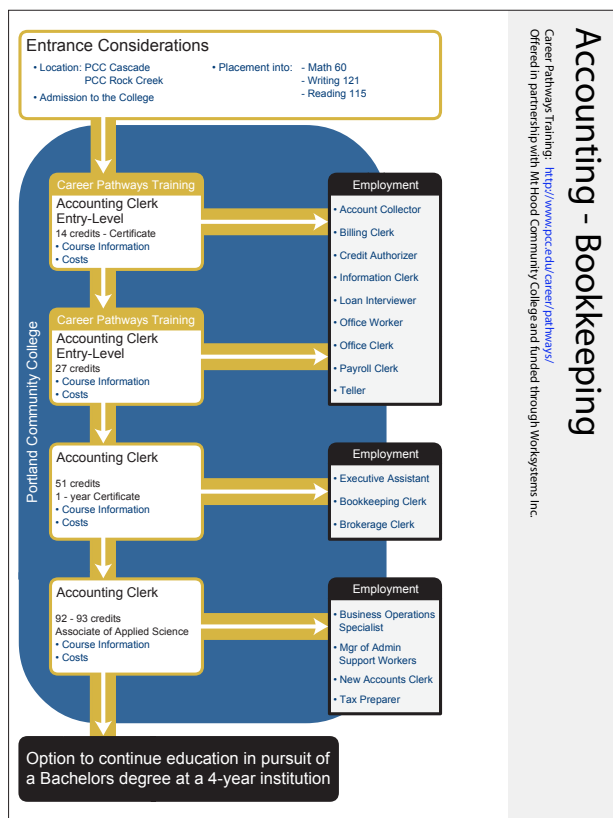 Accounting - Bookkeeping
Career Pathways Training: http://www.pcc.edu/career/pathways/
Offered in partnership with Mt Hood Community College and funded through Worksystems Inc.
Entrance Considerations
• Location: PCC Cascade
PCC Rock Creek
• Admission to the College
• Placement into: - Math 60
- Writing 121
- Reading 115
Portland Community College
Career Pathways Training
Accounting Clerk
Entry-Level
14 credits - Certificate
• Course Information
• Costs
Employment
• Account Collector
• Billing Clerk
• Credit Authorizer
• Information Clerk
• Loan Interviewer
• Office Worker
• Office Clerk
• Payroll Clerk
• Teller
Career Pathways Training
Accounting Clerk
Entry-Level
27 credits
• Course Information
• Costs
Accounting Clerk
51 credits
1 - year Certificate
• Course Information
• Costs
Employment
• Executive Assistant
• Bookkeeping Clerk
• Brokerage Clerk
Accounting Clerk
92 - 93 credits
Associate of Applied Science
• Course Information
• Costs
Employment
• Business Operations
Specialist
• Mgr of Admin
Support Workers
• New Accounts Clerk
• Tax Preparer
Option to continue education in pursuit of
a Bachelors degree at a 4-year institution